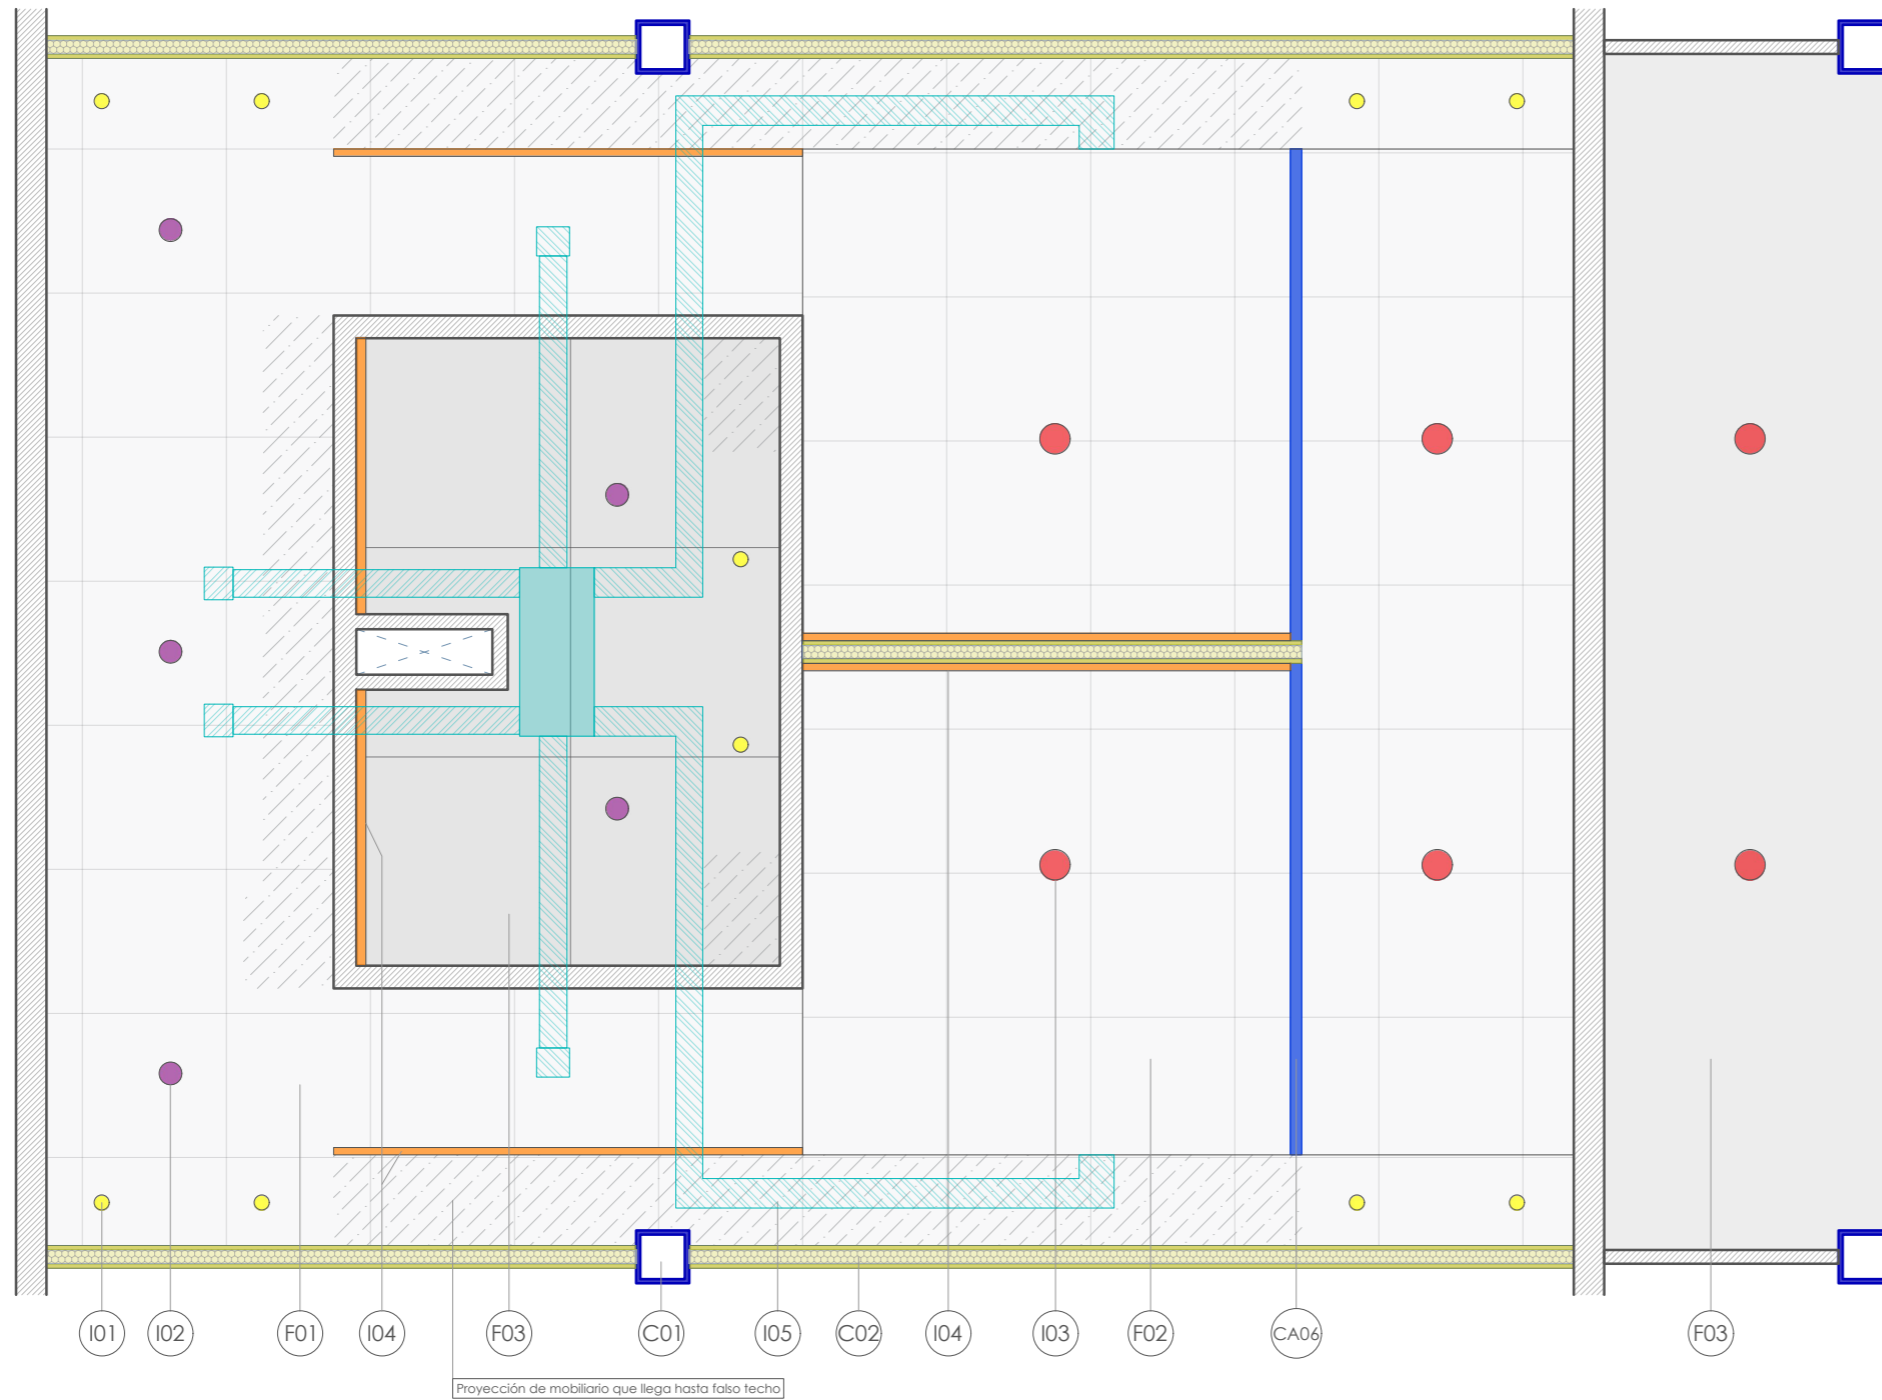 I01 I02 F01 I04 F03 C01 I05 C02 I04 I03 F02 CA06 F03
Proyección de mobiliario que llega hasta falso techo